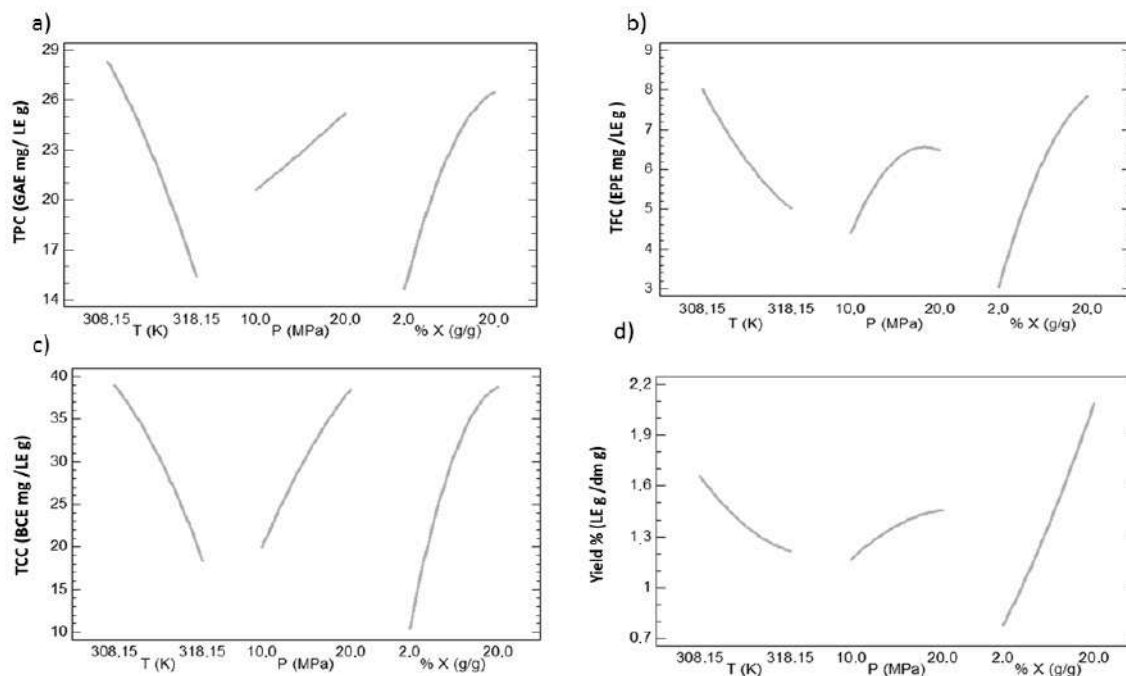 a)
29
26
23
20
17
14
TPC (GAE mg/ LE g)
308,15 318,15 10,0 20,0 2,0 20,0
T (K) P (MPa) % X (g/g)
b)
9
8
7
6
5
4
3
TFC (EPE mg /LE g )
308,15 318,15 10,0 20,0 2,0 20,0
T (K) P (MPa) % X (g/g)
c)
40
35
30
25
20
15
10
TCC (BCE mg /LE g)
308,15 318,15 10,0 20,0 2,0 20,0
T (K) P (MPa) % X (g/g)
d)
2,2
1,9
1,6
1,3
1
0,7
Yield % (LE g /dm g)
308,15 318,15 10,0 20,0 2,0 20,0
T (K) P (MPa) % X (g/g)